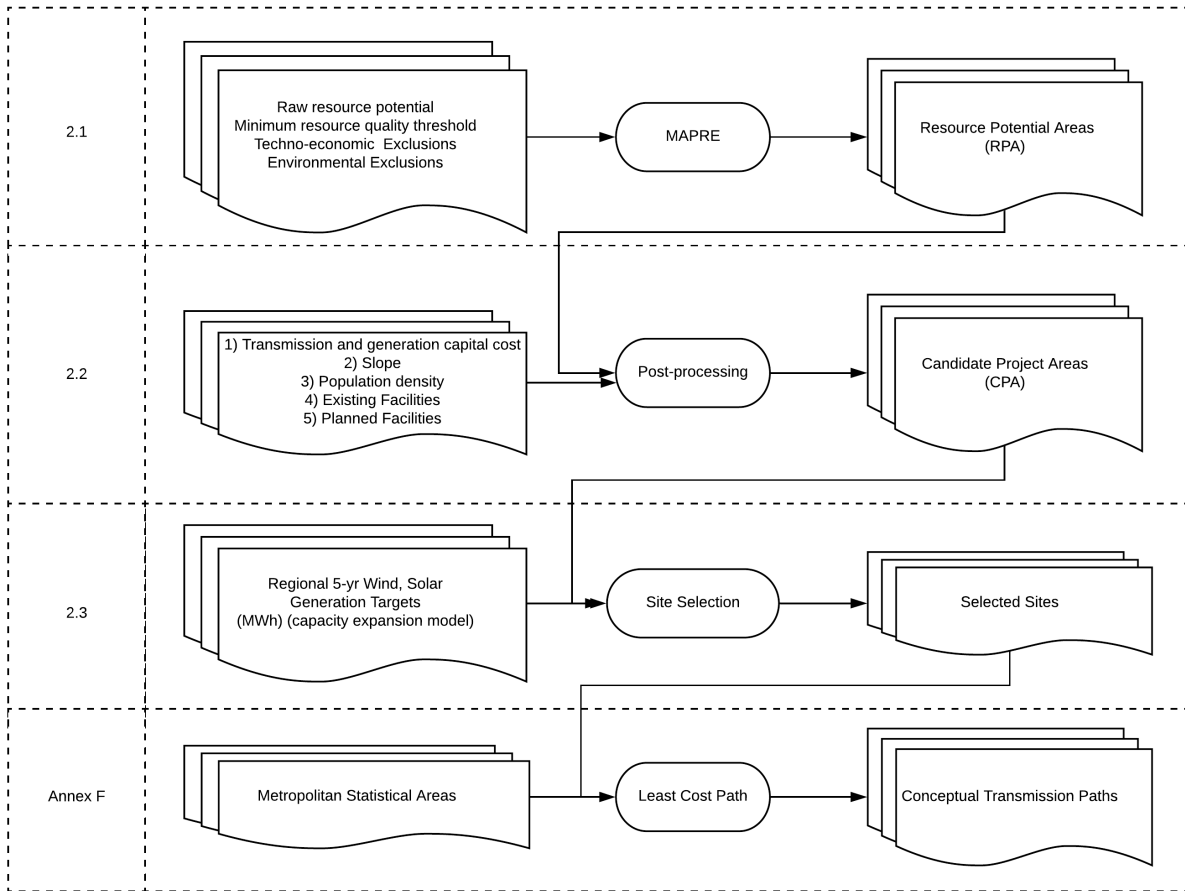 2.1
Raw resource potential
Minimum resource quality threshold
Techno-economic Exclusions
Environmental Exclusions
MAPRE
Resource Potential Areas
(RPA)
2.2
1) Transmission and generation capital cost
2) Slope
3) Population density
4) Existing Facilities
5) Planned Facilities
Post-processing
Candidate Project Areas
(CPA)
2.3
Regional 5-yr Wind, Solar
Generation Targets
(MWh) (capacity expansion model)
Site Selection
Selected Sites
Annex F
Metropolitan Statistical Areas
Least Cost Path
Conceptual Transmission Paths